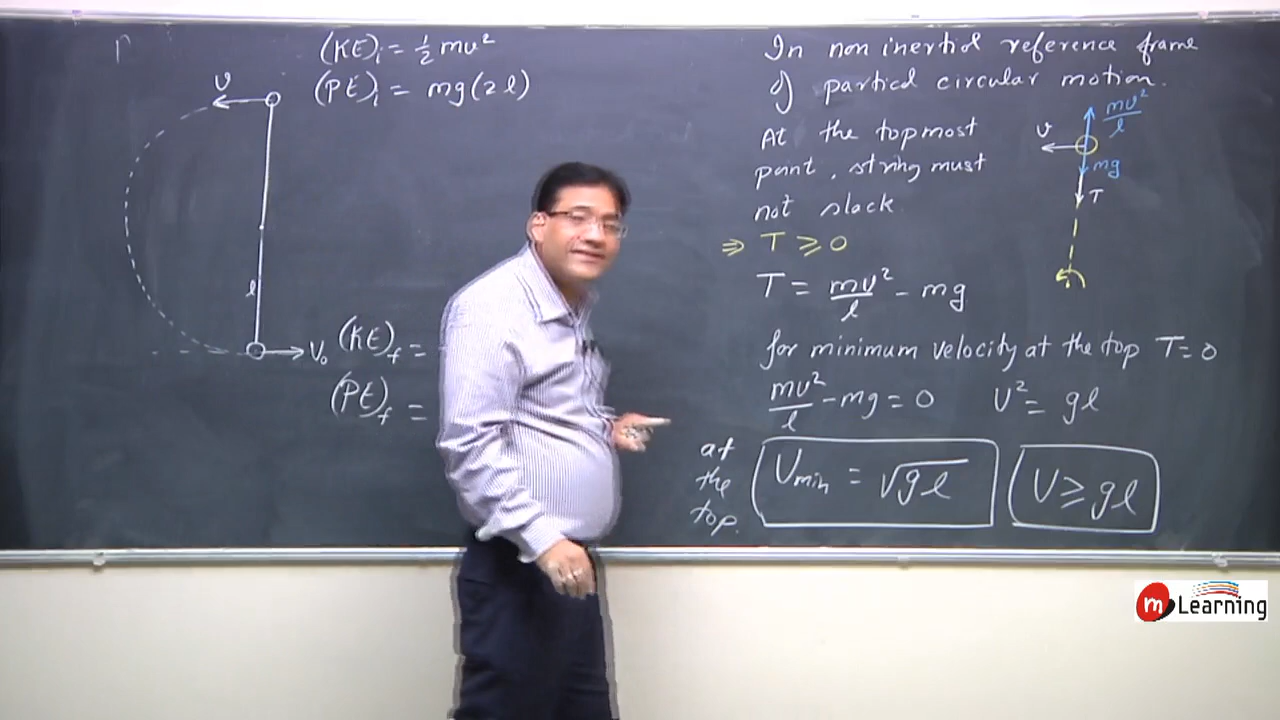 (KE)i = 1/2 mv²
(PE)i = mg(2l)
v
l
V₀
(KE)f =
(PE)f =
In non inertial reference frame
of particel circular motion.
At the topmost
point, string must
not slack
⇒ T ≥ 0
T = mv²/l - mg
for minimum velocity at the top T = 0
mv²/l - mg = 0 V² = gl
at the top. Vmin = √gl V ≥ gl
mv²/l
v
mg
T
m Learning